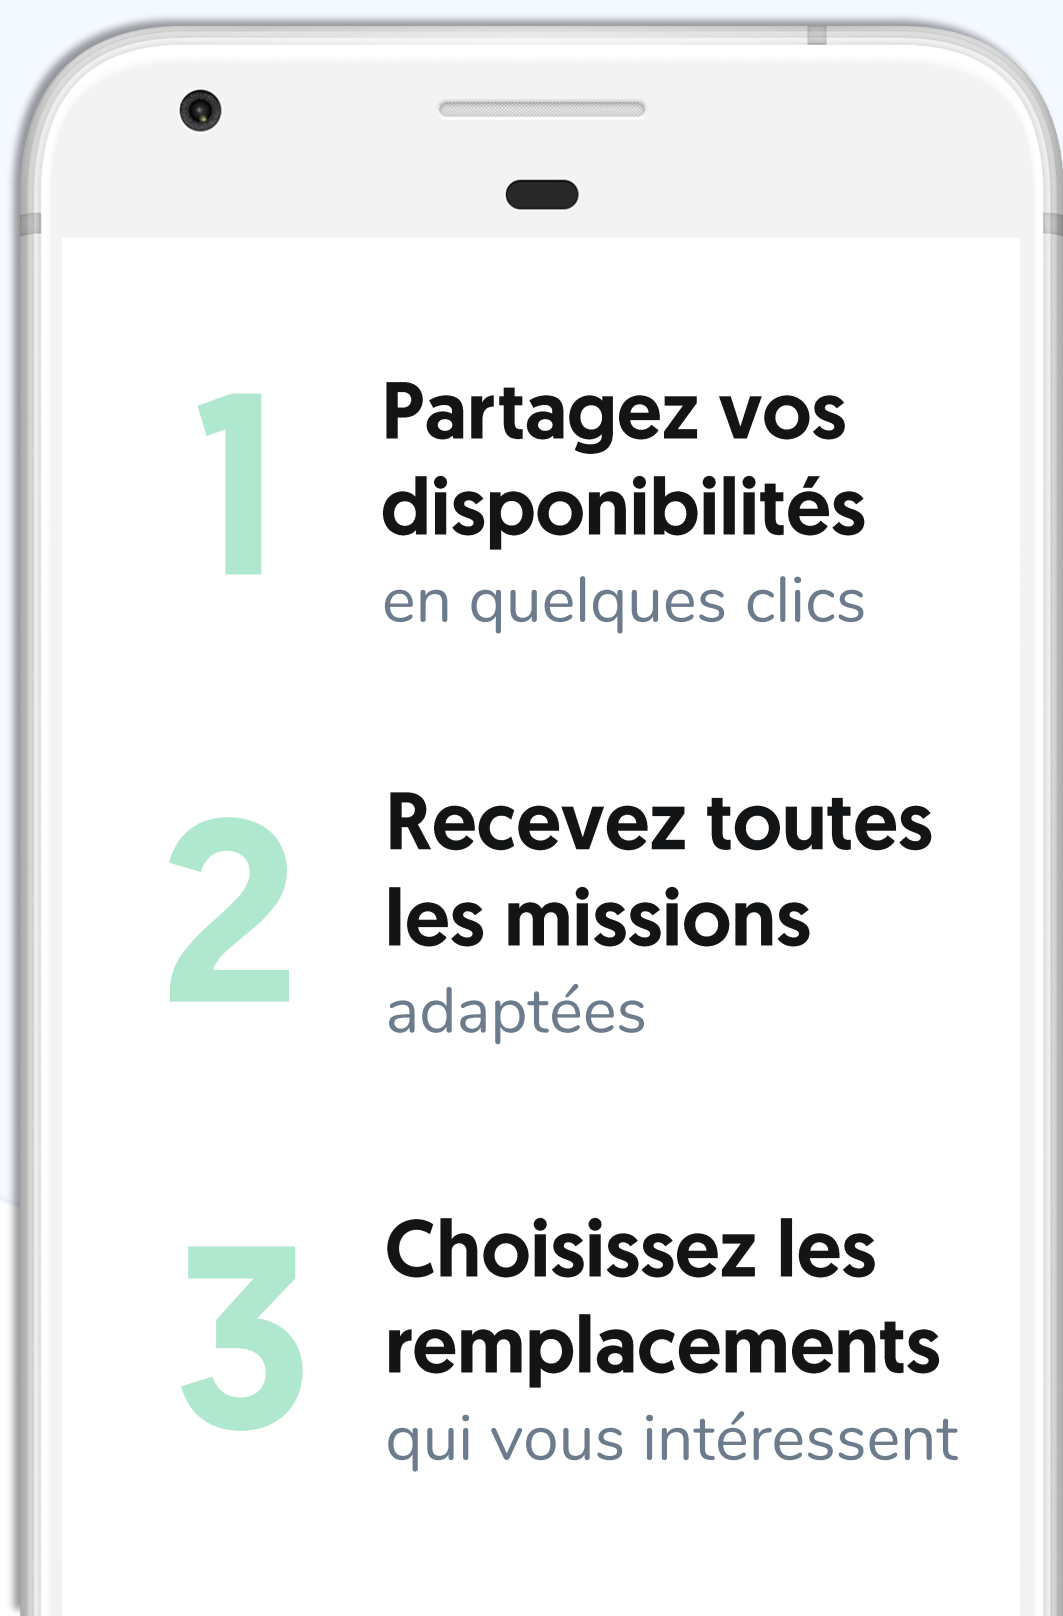 1
Partagez vos
disponibilités
en quelques clics
2
Recevez toutes
les missions
adaptées
3
Choisissez les
remplacements
qui vous intéressent